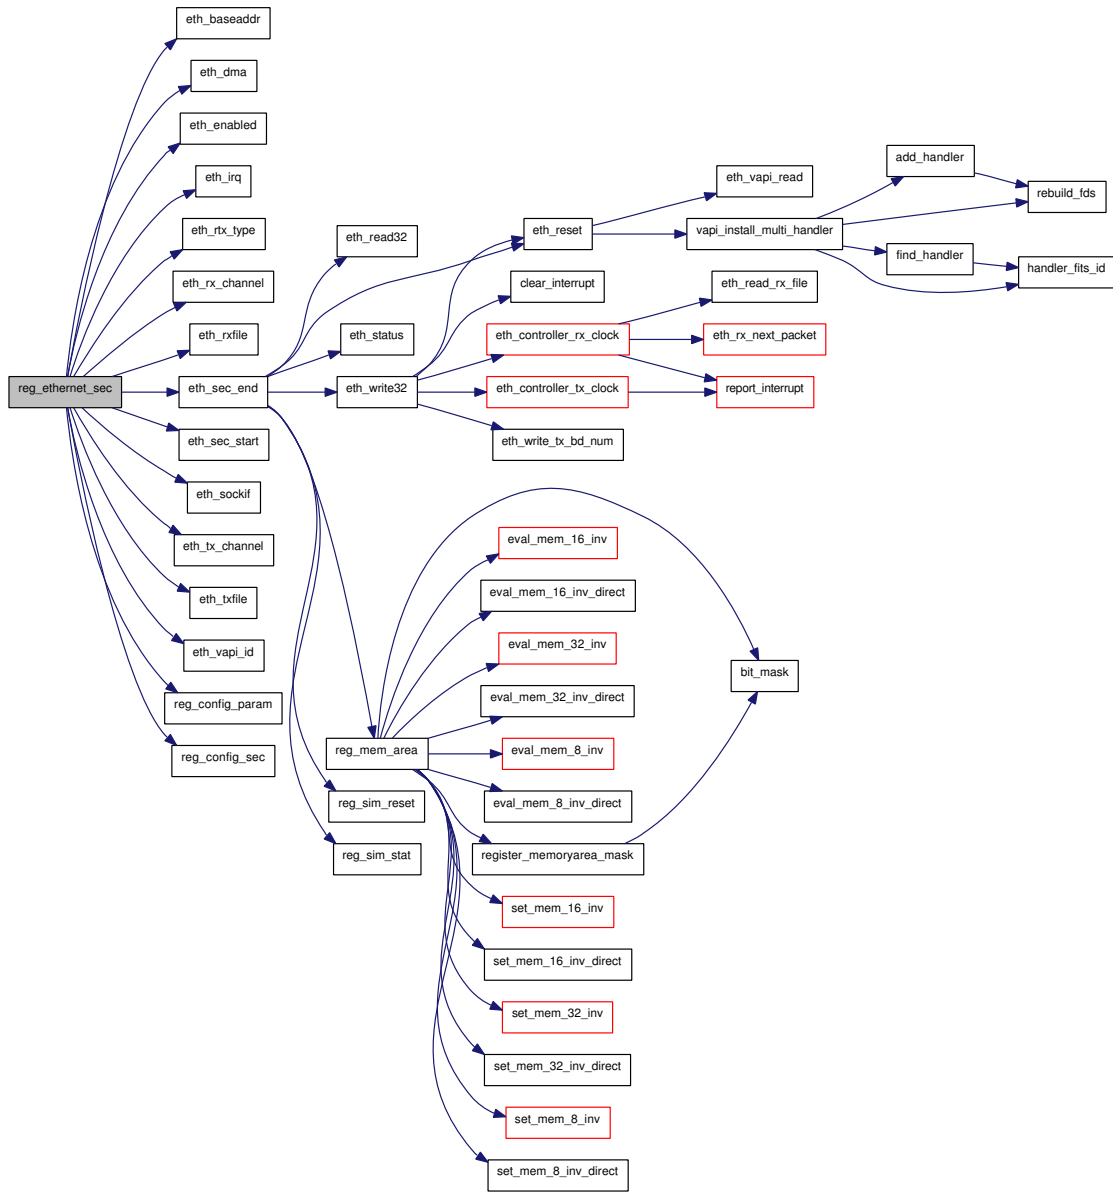 eth_baseaddr
eth_dma
eth_enabled
eth_irq
eth_rtx_type
eth_rx_channel
eth_rxfile
reg_ethernet_sec
eth_sec_end
eth_sec_start
eth_sockif
eth_tx_channel
eth_txfile
eth_vapi_id
reg_config_param
reg_config_sec
eth_read32
eth_status
eth_write32
reg_mem_area
reg_sim_reset
reg_sim_stat
eth_reset
clear_interrupt
eth_controller_rx_clock
eth_controller_tx_clock
eth_write_tx_bd_num
eval_mem_16_inv
eval_mem_16_inv_direct
eval_mem_32_inv
eval_mem_32_inv_direct
eval_mem_8_inv
eval_mem_8_inv_direct
register_memoryarea_mask
set_mem_16_inv
set_mem_16_inv_direct
set_mem_32_inv
set_mem_32_inv_direct
set_mem_8_inv
set_mem_8_inv_direct
eth_vapi_read
vapi_install_multi_handler
eth_read_rx_file
eth_rx_next_packet
report_interrupt
bit_mask
add_handler
find_handler
rebuild_fds
handler_fits_id